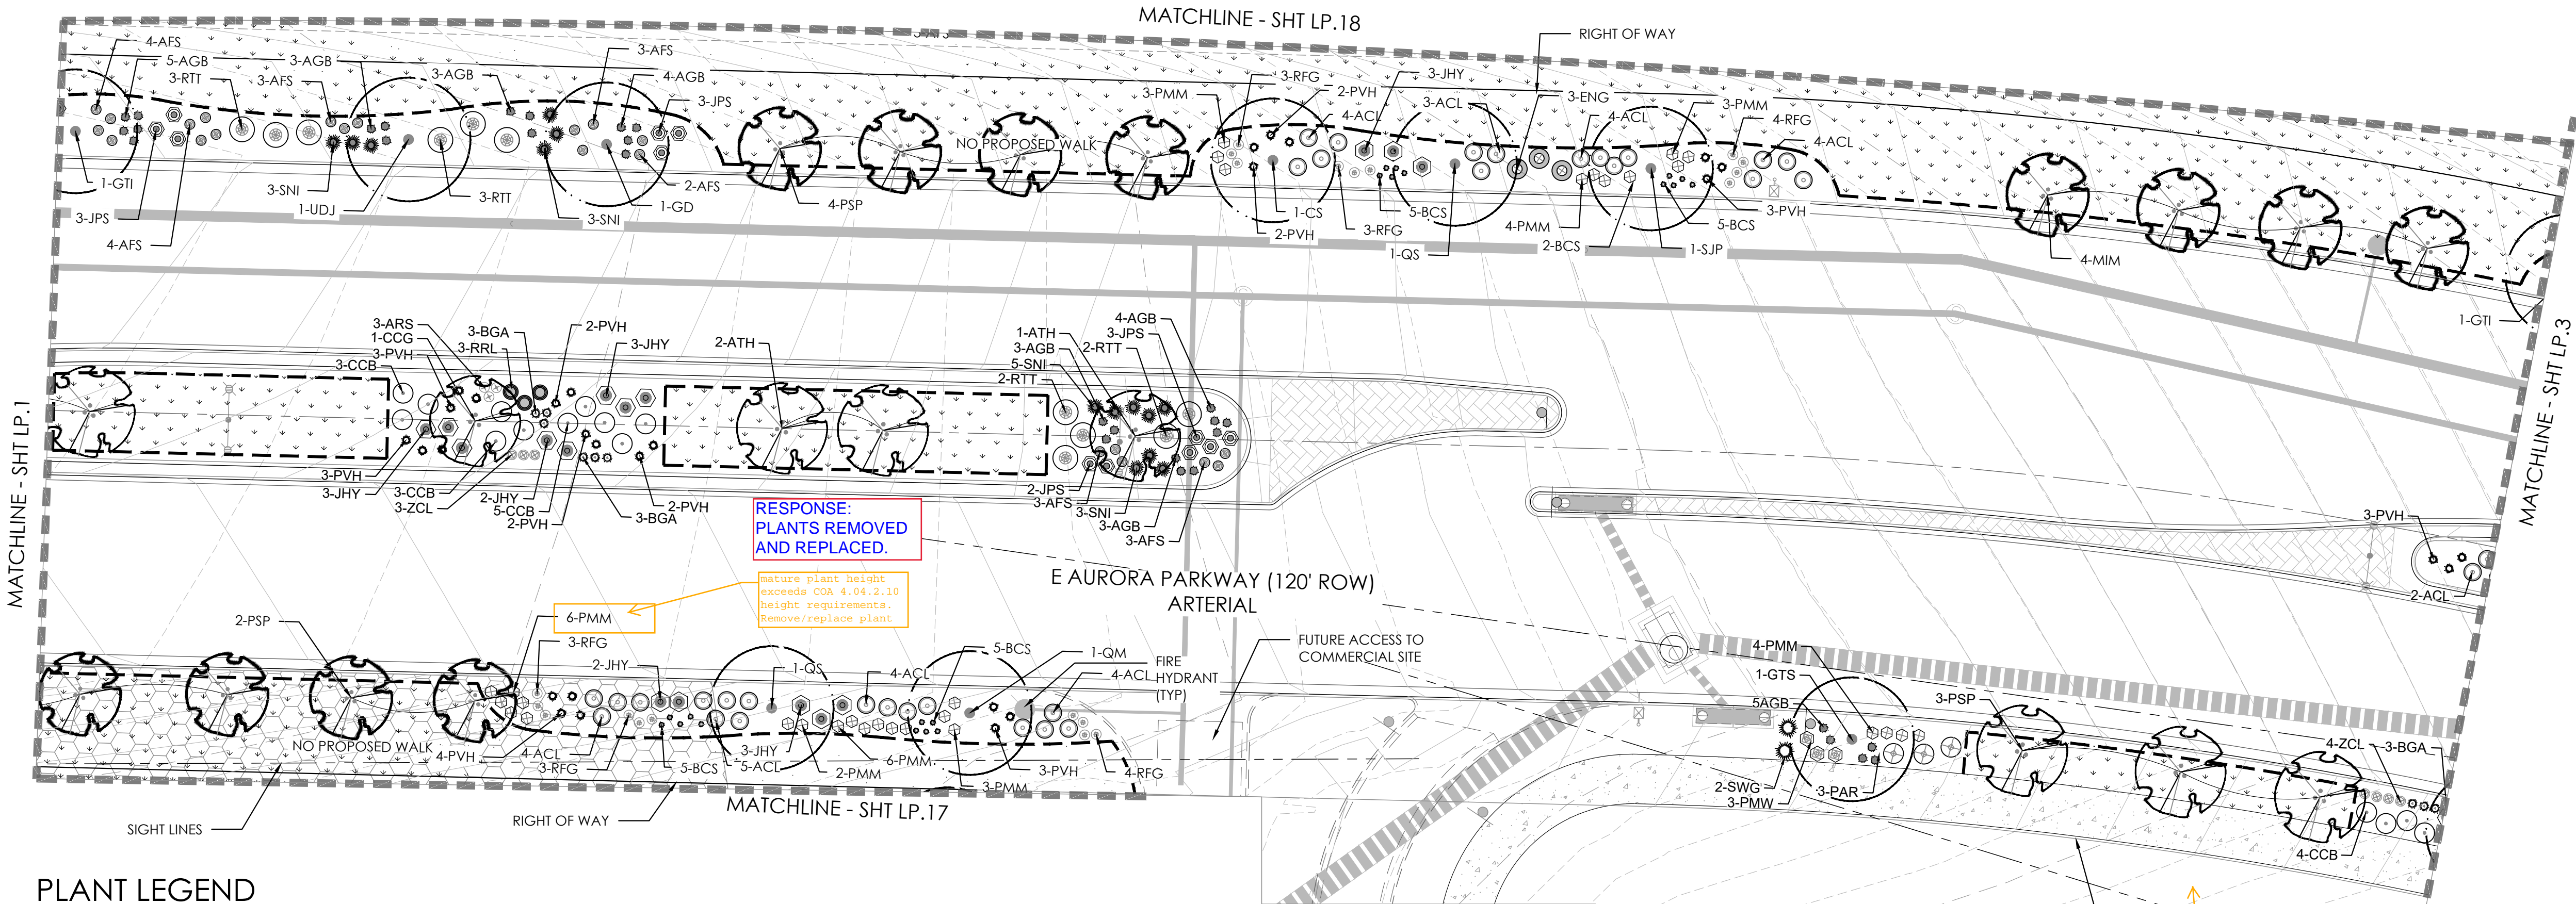 MATCHLINE - SHT LP.18
RIGHT OF WAY
4-AFS
5-AGB
3-RTT
3-AFS
3-AGB
3-AGB
3-AFS
4-AGB
3-JPS
3-PMM
3-RFG
2-PVH
4-ACL
3-JHY
3-ACL
3-ENG
4-ACL
3-PMM
4-RFG
4-ACL
NO PROPOSED WALK
1-GTI
3-JPS
4-AFS
3-SNI
1-UDJ
3-RTT
3-SNI
1-GD
2-AFS
4-PSP
1-CS
2-PVH
3-RFG
5-BCS
1-QS
4-PMM
2-BCS
1-SJP
5-BCS
3-PVH
4-MIM
1-GTI
MATCHLINE - SHT LP.1
MATCHLINE - SHT LP.3
3-ARS
1-CCG
3-PVH
3-CCB
3-BGA
3-RRL
2-PVH
3-JHY
2-ATH
1-ATH
3-AGB
5-SNI
2-RTT
4-AGB
3-JPS
2-RTT
3-PVH
3-JHY
3-CCB
3-ZCL
2-JHY
5-CCB
2-PVH
2-PVH
3-BGA
2-JPS
3-AFS
3-SNI
3-AGB
3-AFS
3-PVH
2-ACL
RESPONSE:
PLANTS REMOVED
AND REPLACED.
mature plant height
exceeds COA 4.04.2.10
height requirements.
Remove/replace plant
E AURORA PARKWAY (120' ROW)
ARTERIAL
2-PSP
6-PMM
3-RFG
2-JHY
1-QS
4-ACL
5-BCS
1-QM
4-ACL
FIRE
HYDRANT
(TYP)
FUTURE ACCESS TO
COMMERCIAL SITE
NO PROPOSED WALK
4-PVH
4-ACL
3-RFG
5-BCS
5-ACL
3-JHY
2-PMM
6-PMM
3-PMM
3-PVH
4-RFG
4-PMM
1-GTS
5AGB
3-PSP
2-SWG
3-PMW
3-PAR
4-ZCL
3-BGA
4-CCB
SIGHT LINES
RIGHT OF WAY
MATCHLINE - SHT LP.17
PLANT LEGEND